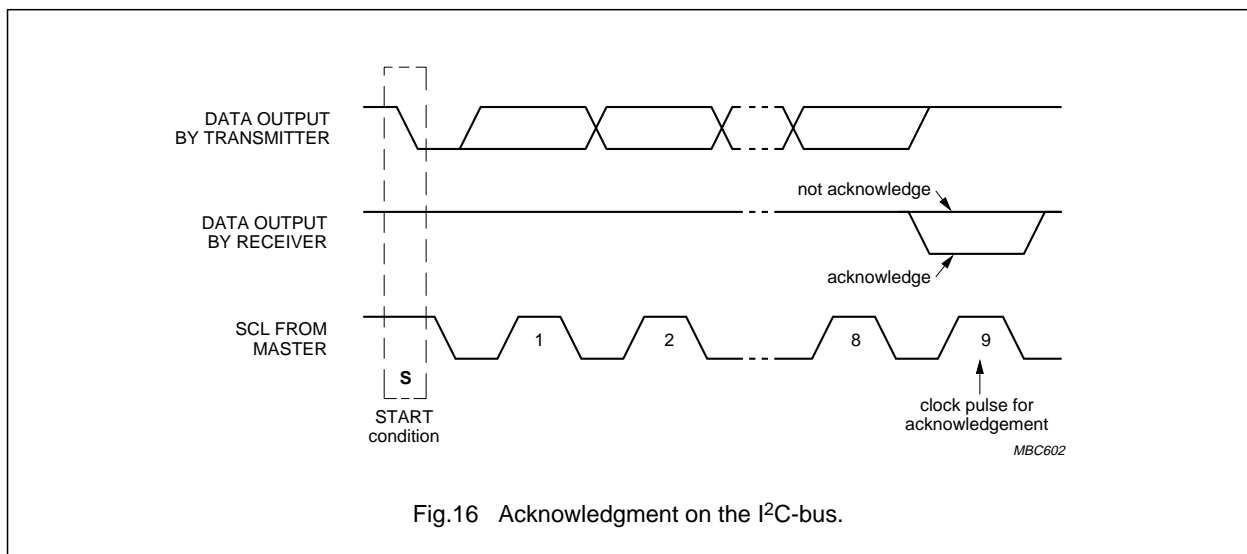 DATA OUTPUT
BY TRANSMITTER
not acknowledge
DATA OUTPUT
BY RECEIVER
acknowledge
SCL FROM
MASTER
1
2
8
9
S
START
condition
clock pulse for
acknowledgement
MBC602
Fig.16 Acknowledgment on the I²C-bus.